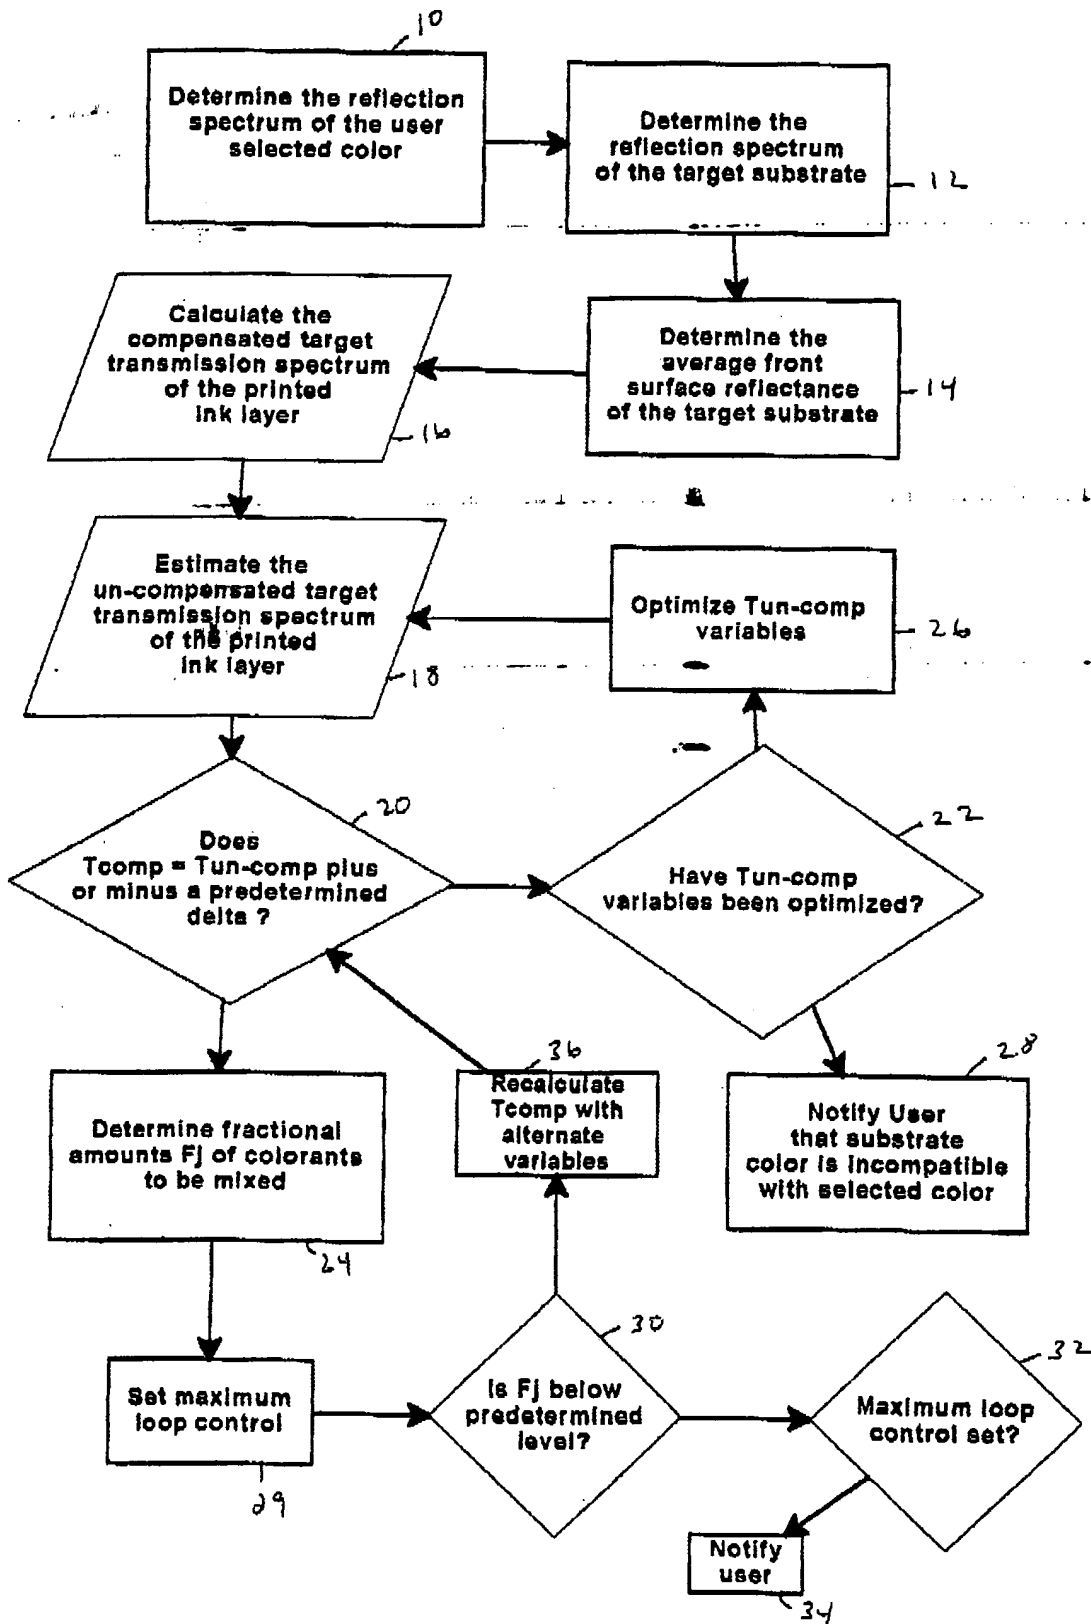 10
Determine the reflection
spectrum of the user
selected color
Determine the
reflection spectrum
of the target substrate
12
Calculate the
compensated target
transmission spectrum
of the printed
ink layer
16
Determine the
average front
surface reflectance
of the target substrate
14
Estimate the
un-compensated target
transmission spectrum
of the printed
ink layer
18
Optimize Tun-comp
variables
26
20
Does
Tcomp = Tun-comp plus
or minus a predetermined
delta ?
22
Have Tun-comp
variables been optimized?
36
Recalculate
Tcomp with
alternate
variables
28
Notify User
that substrate
color is incompatible
with selected color
Determine fractional
amounts Fj of colorants
to be mixed
24
Set maximum
loop control
29
30
Is Fj below
predetermined
level?
32
Maximum loop
control set?
Notify
user
34